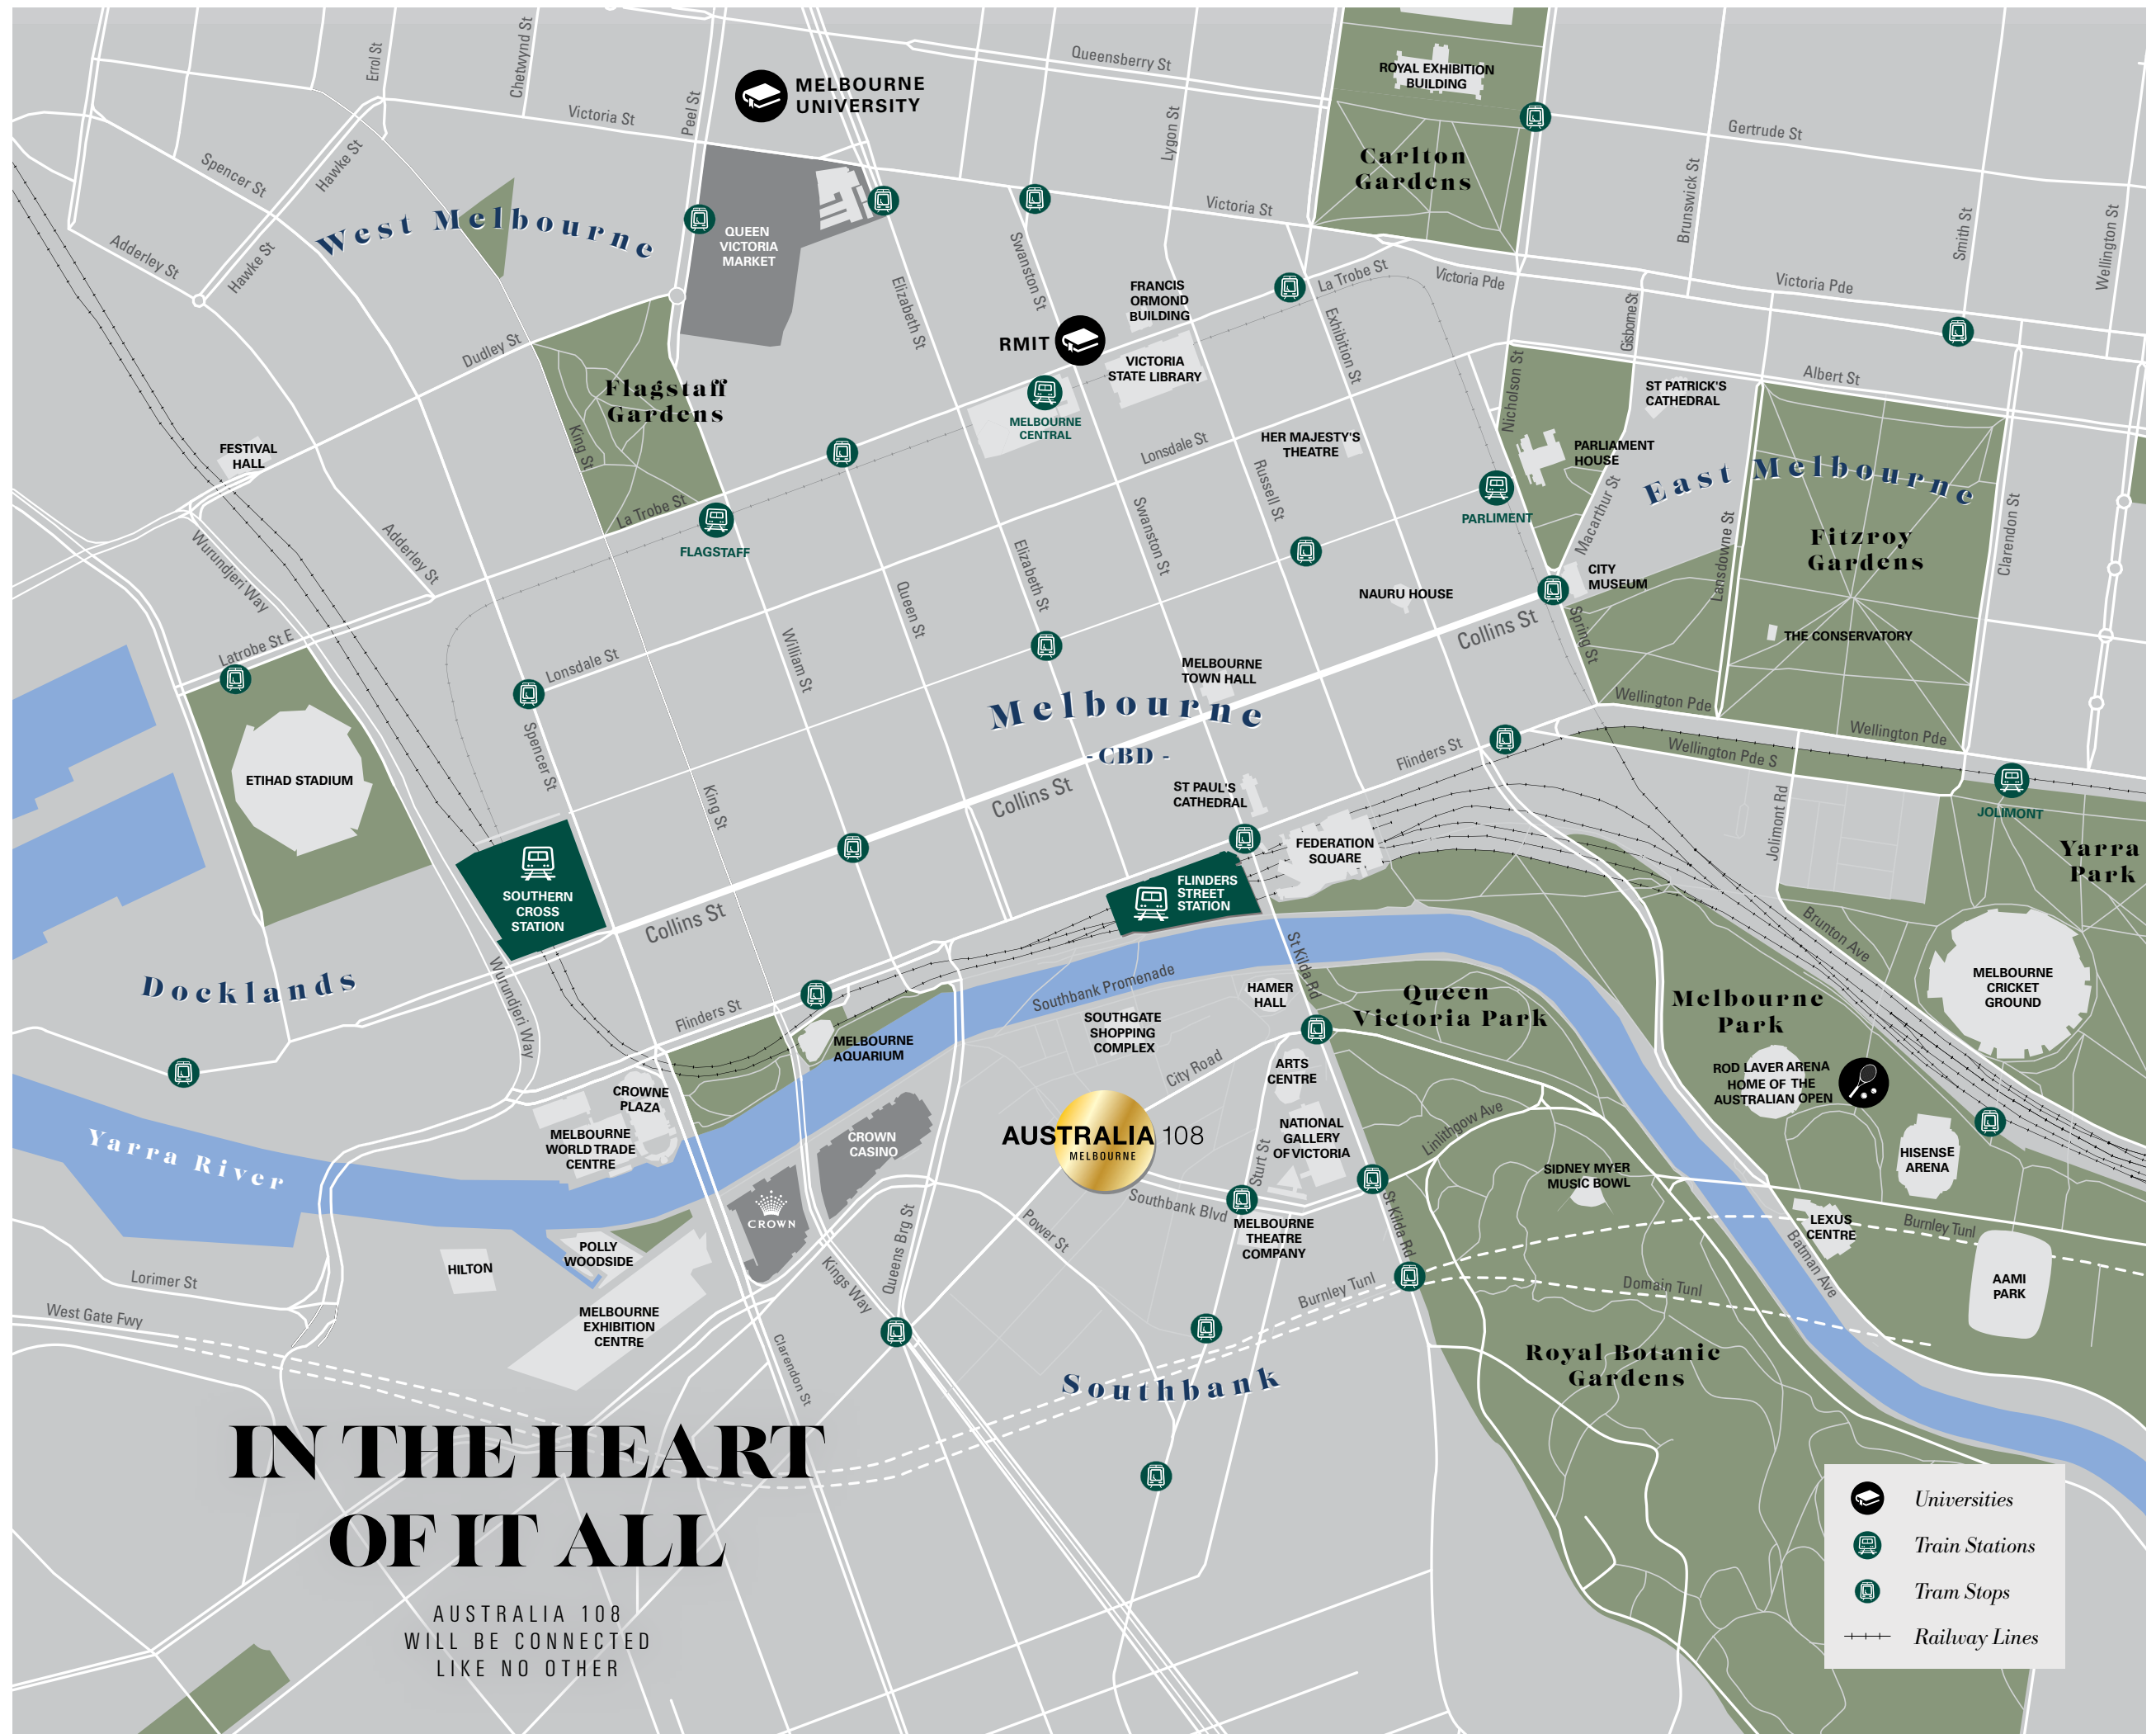 Errol St
Chetwynd St
Queensberry St
ROYAL EXHIBITION
BUILDING
MELBOURNE
UNIVERSITY
Victoria St
Peel St
Lygon St
Gertrude St
Spencer St
Hawke St
Carlton
Gardens
Brunswick St
West Melbourne
QUEEN
VICTORIA
MARKET
Victoria St
Smith St
Wellington St
Adderley St
Hawke St
Swanston St
Elizabeth St
FRANCIS
ORMOND
BUILDING
La Trobe St
Victoria Pde
Victoria Pde
Exhibition St
Gisborne St
RMIT
VICTORIA
STATE LIBRARY
Dudley St
Nicholson St
Albert St
Flagstaff
Gardens
ST PATRICK'S
CATHEDRAL
MELBOURNE
CENTRAL
FESTIVAL
HALL
King St
Lonsdale St
HER MAJESTY'S
THEATRE
PARLIAMENT
HOUSE
East Melbourne
Russell St
Macarthur St
PARLIMENT
La Trobe St
FLAGSTAFF
Swanston St
Lansdowne St
Fitzroy
Gardens
Clarendon St
Wurundjeri Way
Adderley St
Elizabeth St
Queen St
NAURU HOUSE
CITY
MUSEUM
Collins St
Spring St
THE CONSERVATORY
Latrobe St E
Lonsdale St
William St
MELBOURNE
TOWN HALL
Melbourne
-CBD -
Wellington Pde
Wellington Pde
Wellington Pde S
Spencer St
Flinders St
ETIHAD STADIUM
King St
Collins St
ST PAUL'S
CATHEDRAL
Jolimont Rd
JOLIMONT
FEDERATION
SQUARE
Yarra
Park
SOUTHERN
CROSS
STATION
FLINDERS
STREET
STATION
Collins St
Brunton Ave
St Kilda Rd
Docklands
Wurundjeri Way
Southbank Promenade
HAMER
HALL
Queen
Victoria Park
Melbourne
Park
MELBOURNE
CRICKET
GROUND
Flinders St
SOUTHGATE
SHOPPING
COMPLEX
MELBOURNE
AQUARIUM
City Road
ARTS
CENTRE
ROD LAVER ARENA
HOME OF THE
AUSTRALIAN OPEN
CROWNE
PLAZA
MELBOURNE
WORLD TRADE
CENTRE
CROWN
CASINO
AUSTRALIA 108
MELBOURNE
NATIONAL
GALLERY
OF VICTORIA
Linlithgow Ave
Yarra River
Sturt St
HISENSE
ARENA
SIDNEY MYER
MUSIC BOWL
CROWN
Southbank Blvd
St Kilda Rd
Queens Brg St
Power St
MELBOURNE
THEATRE
COMPANY
LEXUS
CENTRE
Burnley Tunl
POLLY
WOODSIDE
HILTON
Kings Way
Batman Ave
Lorimer St
Burnley Tunl
Domain Tunl
AAMI
PARK
West Gate Fwy
MELBOURNE
EXHIBITION
CENTRE
Clarendon St
Royal Botanic
Gardens
Southbank
IN THE HEART
OF IT ALL
AUSTRALIA 108
WILL BE CONNECTED
LIKE NO OTHER
Universities
Train Stations
Tram Stops
Railway Lines